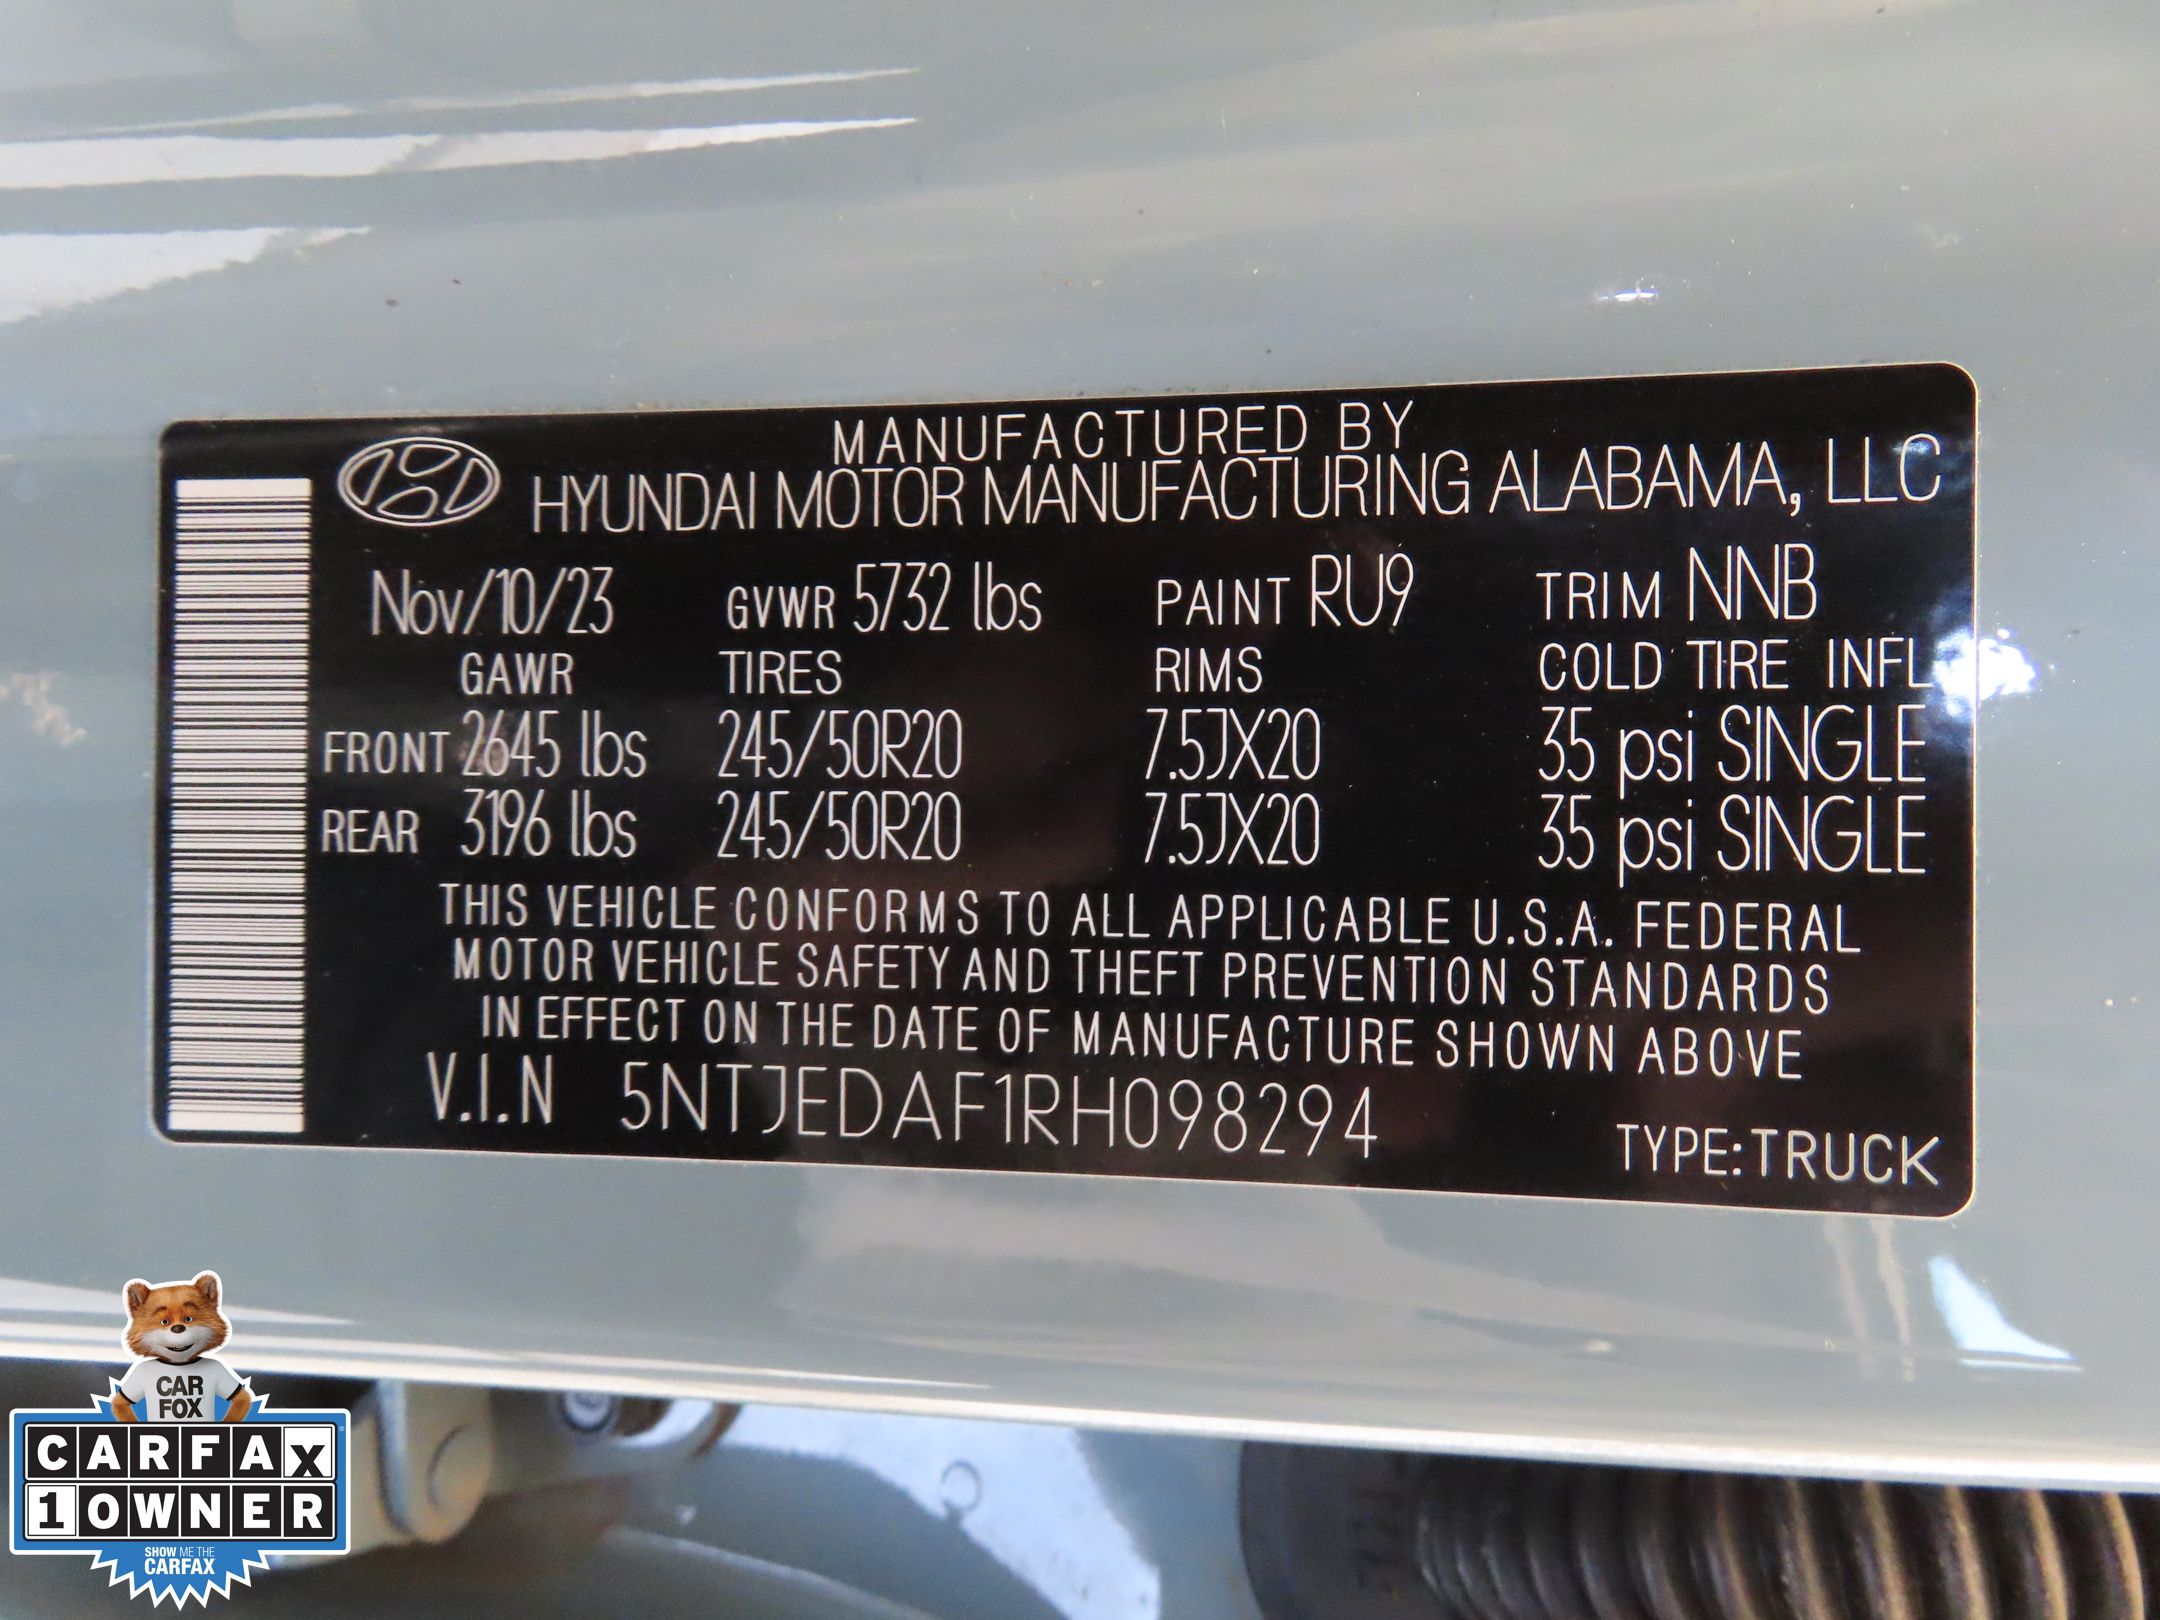 MANUFACTURED BY
HYUNDAI MOTOR MANUFACTURING ALABAMA, LLC
Nov/10/23 GVWR 5732 lbs PAINT RU9 TRIM NNB
GAWR TIRES RIMS COLD TIRE INFL
FRONT 2645 lbs 245/50R20 7.5JX20 35 psi SINGLE
REAR 3196 lbs 245/50R20 7.5JX20 35 psi SINGLE
THIS VEHICLE CONFORMS TO ALL APPLICABLE U.S.A. FEDERAL
MOTOR VEHICLE SAFETY AND THEFT PREVENTION STANDARDS
IN EFFECT ON THE DATE OF MANUFACTURE SHOWN ABOVE
V.I.N 5NTJEDAF1RH098294
TYPE:TRUCK
CAR
FOX
CARFAX
1 OWNER
SHOW ME THE
CARFAX